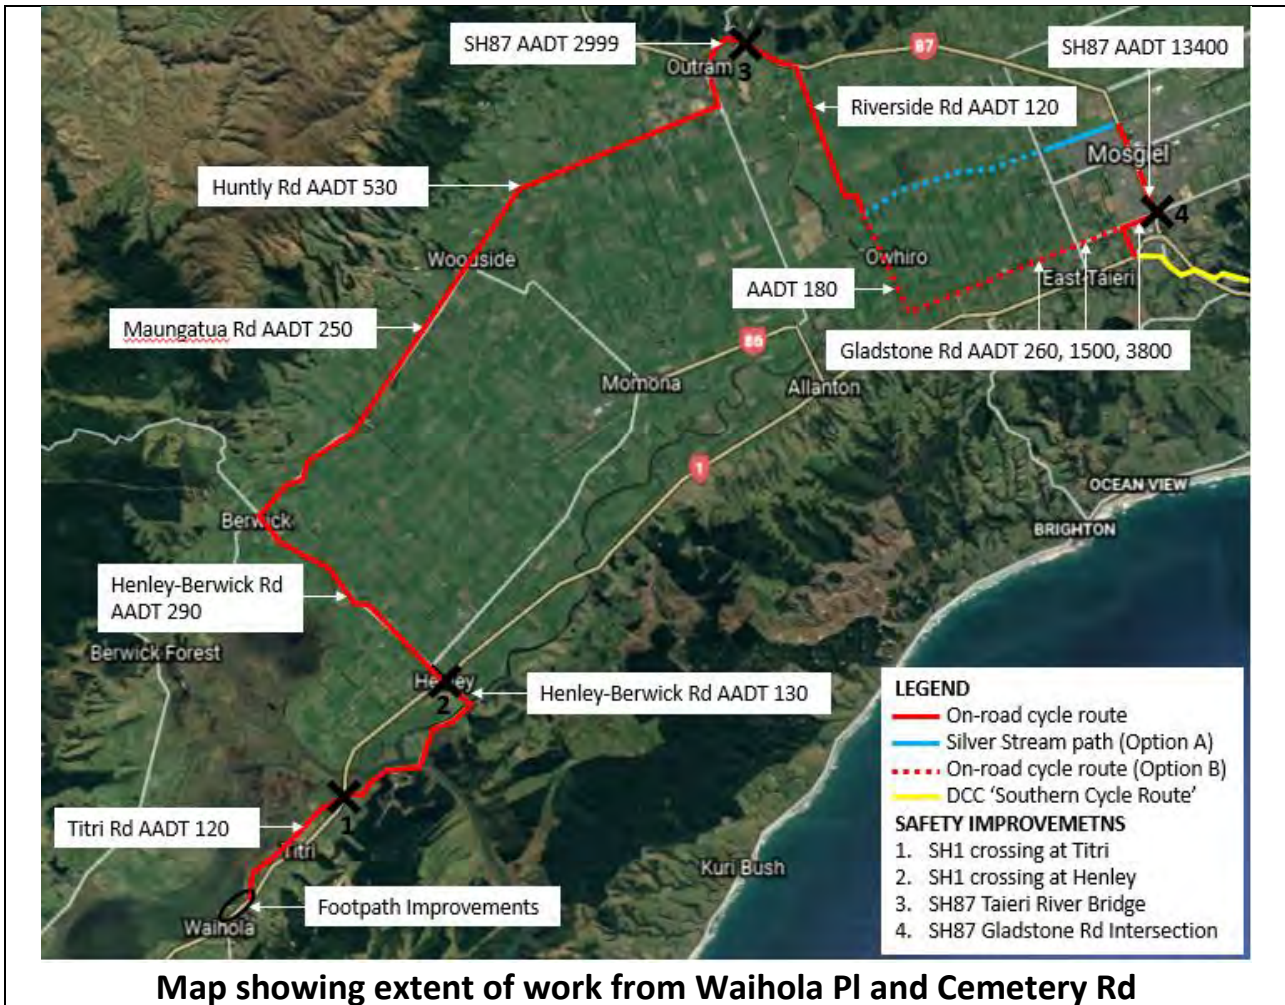 SH87 AADT 2999
87
SH87 AADT 13400
Outram
3
Riverside Rd AADT 120
Mosgiel
Huntly Rd AADT 530
4
Woodside
Owhiro
East Taieri
AADT 180
Maungatua Rd AADT 250
86
Gladstone Rd AADT 260, 1500, 3800
Momona
Allanton
1
OCEAN VIEW
Berwick
BRIGHTON
Henley-Berwick Rd
AADT 290
Berwick Forest
Henley
2
Henley-Berwick Rd AADT 130
1
Titri Rd AADT 120
Titri
Kuri Bush
Footpath Improvements
Waihola
LEGEND
On-road cycle route
Silver Stream path (Option A)
On-road cycle route (Option B)
DCC ‘Southern Cycle Route’
SAFETY IMPROVEMETNS
1. SH1 crossing at Titri
2. SH1 crossing at Henley
3. SH87 Taieri River Bridge
4. SH87 Gladstone Rd Intersection
Map showing extent of work from Waihola Pl and Cemetery Rd